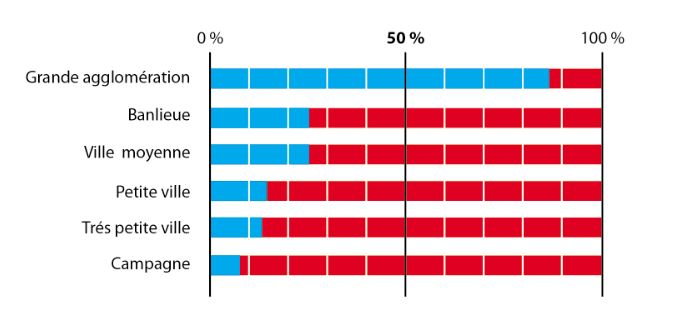 0 % 50 % 100 %
Grande agglomération
Banlieue
Ville moyenne
Petite ville
Trés petite ville
Campagne